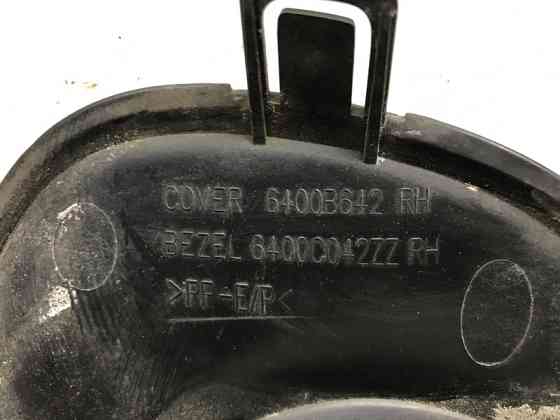 COVER 6400B642 RH
BEZEL 6400C042ZZ RH
>PP-E/P<